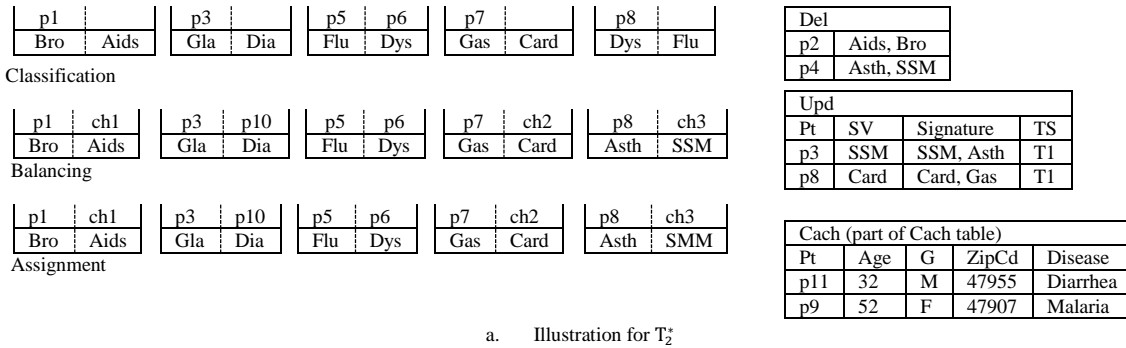 p1 p3 p5 p6 p7 p8
Bro Aids Gla Dia Flu Dys Gas Card Dys Flu
Classification
p1 ch1 p3 p10 p5 p6 p7 ch2 p8 ch3
Bro Aids Gla Dia Flu Dys Gas Card Asth SSM
Balancing
p1 ch1 p3 p10 p5 p6 p7 ch2 p8 ch3
Bro Aids Gla Dia Flu Dys Gas Card Asth SMM
Assignment
Del
p2 Aids, Bro
p4 Asth, SSM
Upd
Pt SV Signature TS
p3 SSM SSM, Asth T1
p8 Card Card, Gas T1
Cach (part of Cach table)
Pt Age G ZipCd Disease
p11 32 M 47955 Diarrhea
p9 52 F 47907 Malaria
a. Illustration for T₂*